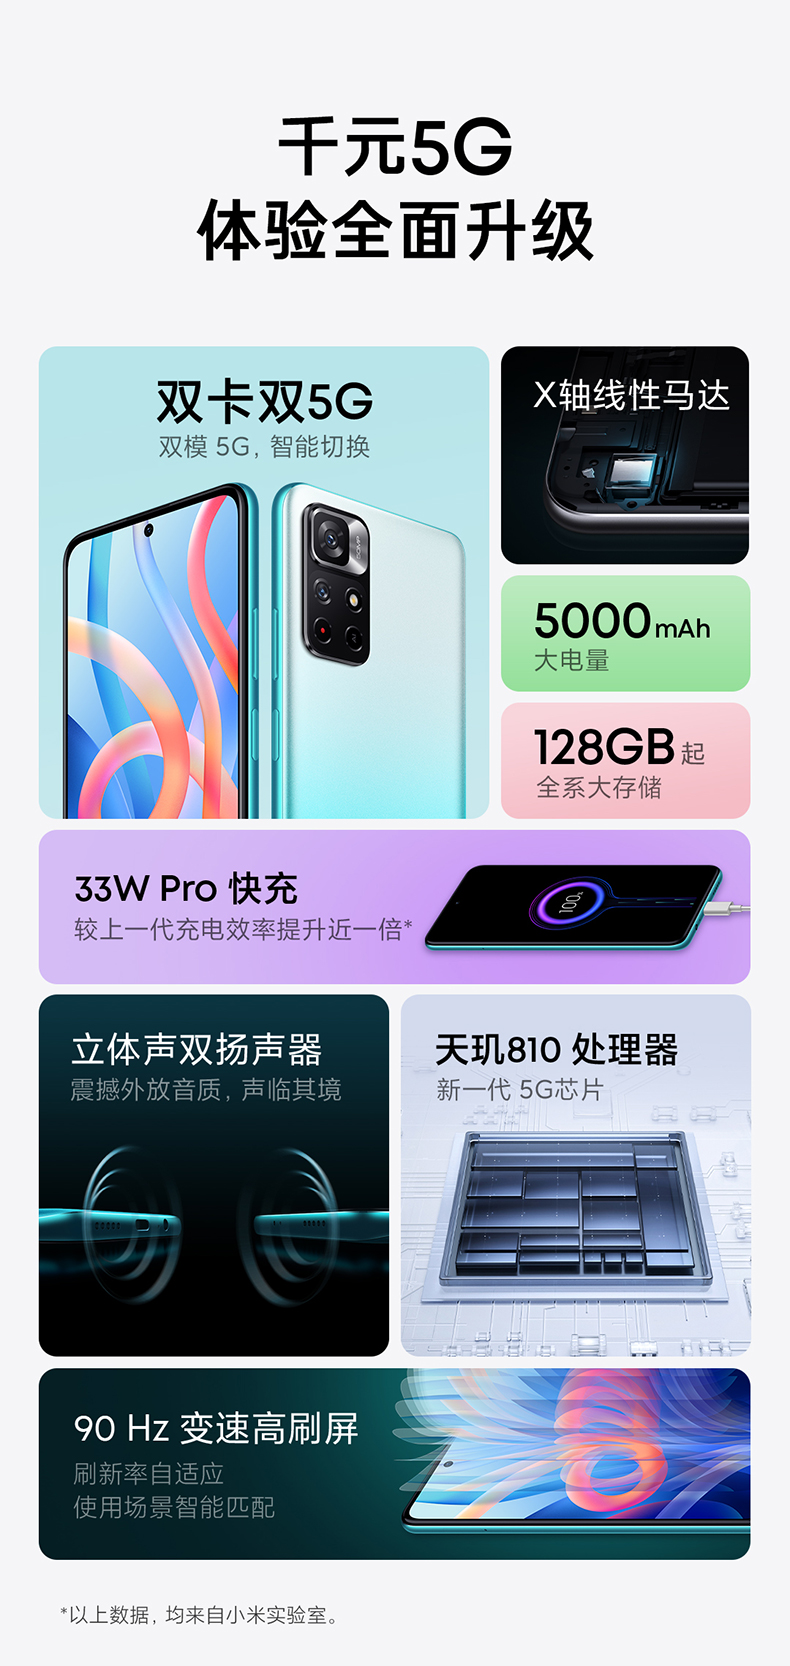 千元5G
体验全面升级
双卡双5G
双模 5G, 智能切换
50MP
AI
X轴线性马达
5000mAh
大电量
128GB起
全系大存储
33W Pro 快充
较上一代充电效率提升近一倍*
100%
立体声双扬声器
震撼外放音质, 声临其境
天玑810 处理器
新一代 5G芯片
90 Hz 变速高刷屏
刷新率自适应
使用场景智能匹配
*以上数据, 均来自小米实验室。